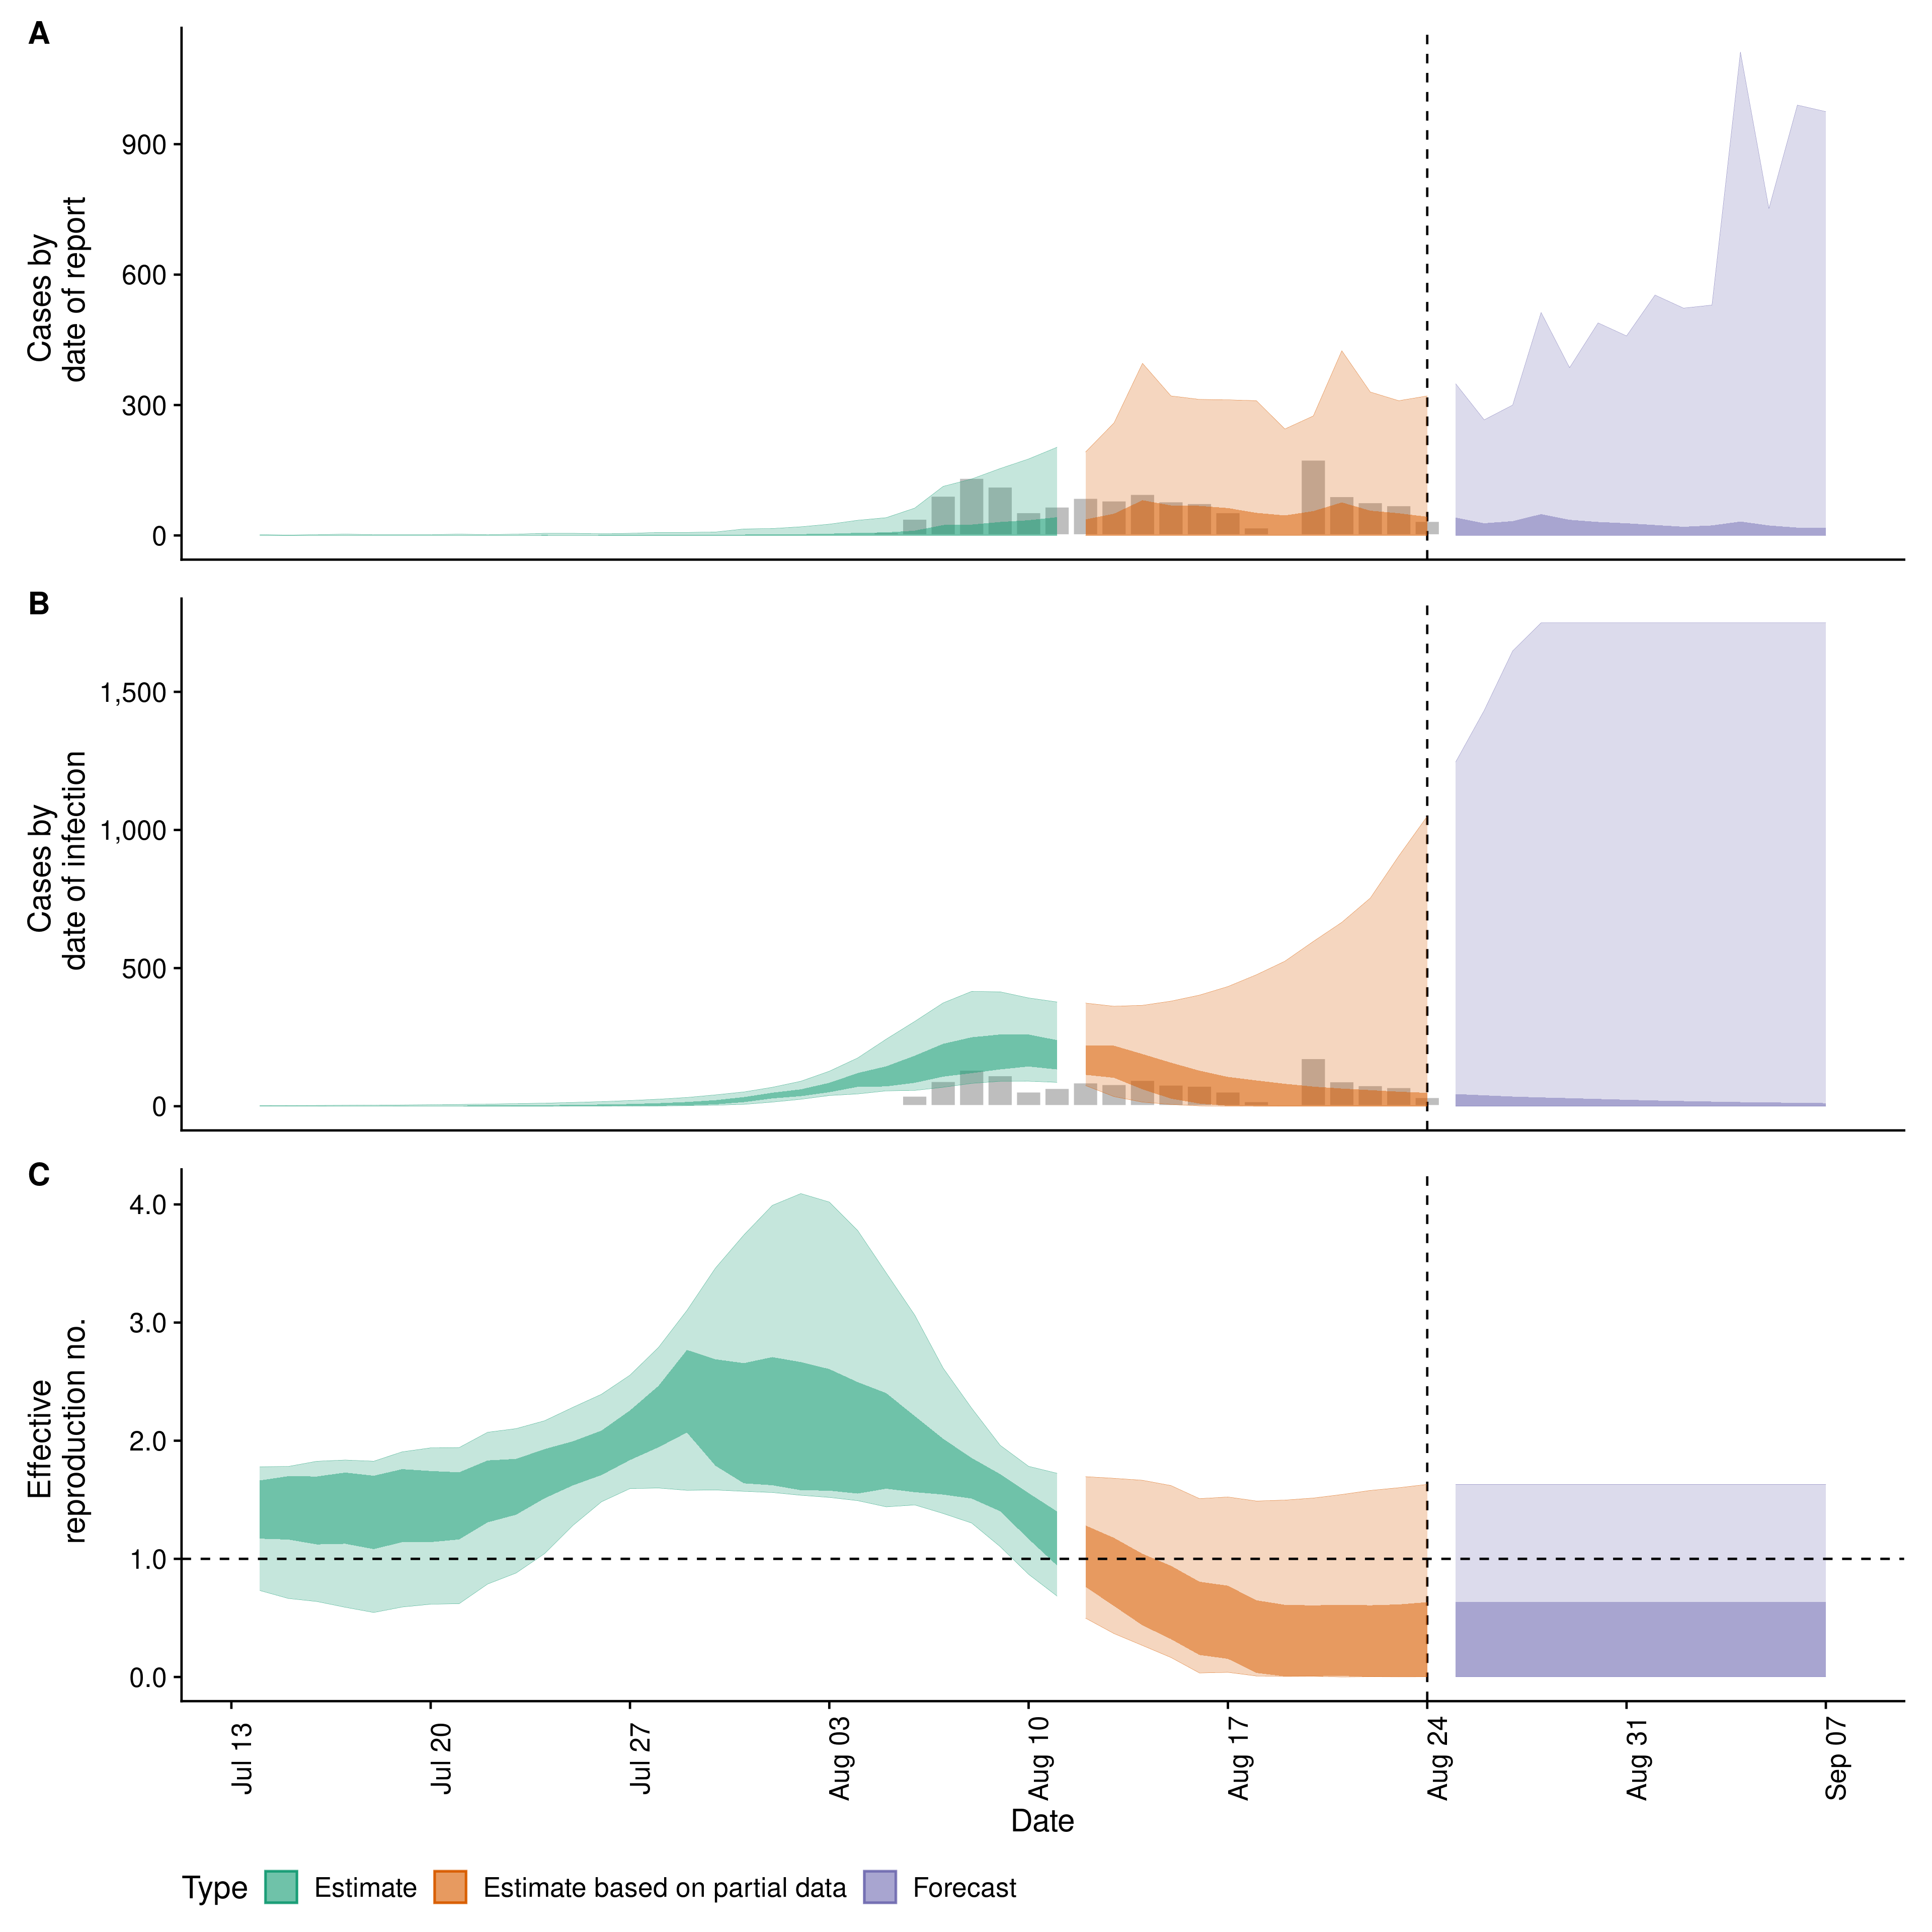 A
Cases by
date of report
900
600
300
0
B
Cases by
date of infection
1,500
1,000
500
0
C
Effective
reproduction no.
4.0
3.0
2.0
1.0
0.0
Jul 13
Jul 20
Jul 27
Aug 03
Aug 10
Aug 17
Aug 24
Aug 31
Sep 07
Date
Type Estimate Estimate based on partial data Forecast